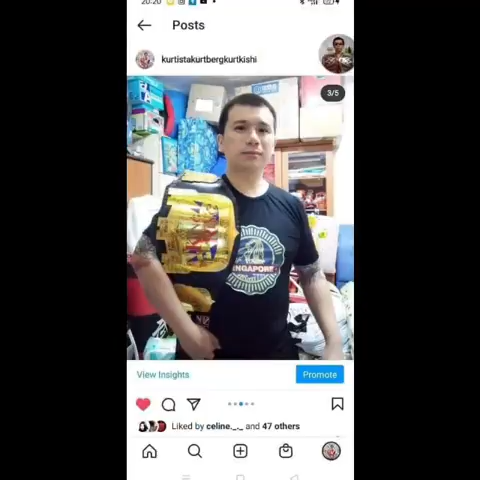 20:20
Posts
kurtistakurtbergkurtkishi
3/5
SINGAPORE
View Insights
Promote
Liked by celine._._ and 47 others